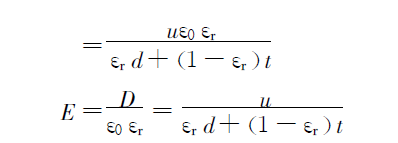 = uε₀ εᵣ / εᵣ d + (1 − εᵣ) t
E = D / ε₀ εᵣ = u / εᵣ d + (1 − εᵣ) t